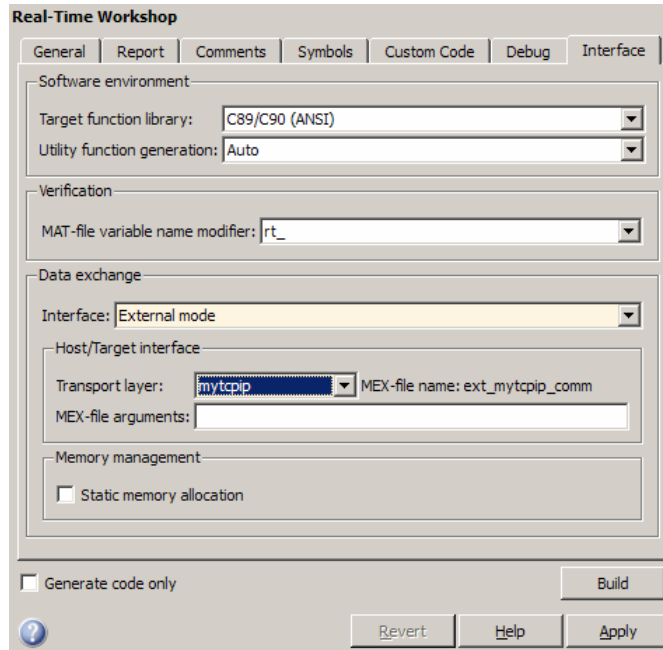 Real-Time Workshop
General Report Comments Symbols Custom Code Debug Interface
Software environment
Target function library: C89/C90 (ANSI)
Utility function generation: Auto
Verification
MAT-file variable name modifier: rt_
Data exchange
Interface: External mode
Host/Target interface
Transport layer: mytcpip MEX-file name: ext_mytcpip_comm
MEX-file arguments:
Memory management
Static memory allocation
Generate code only Build
? Revert Help Apply